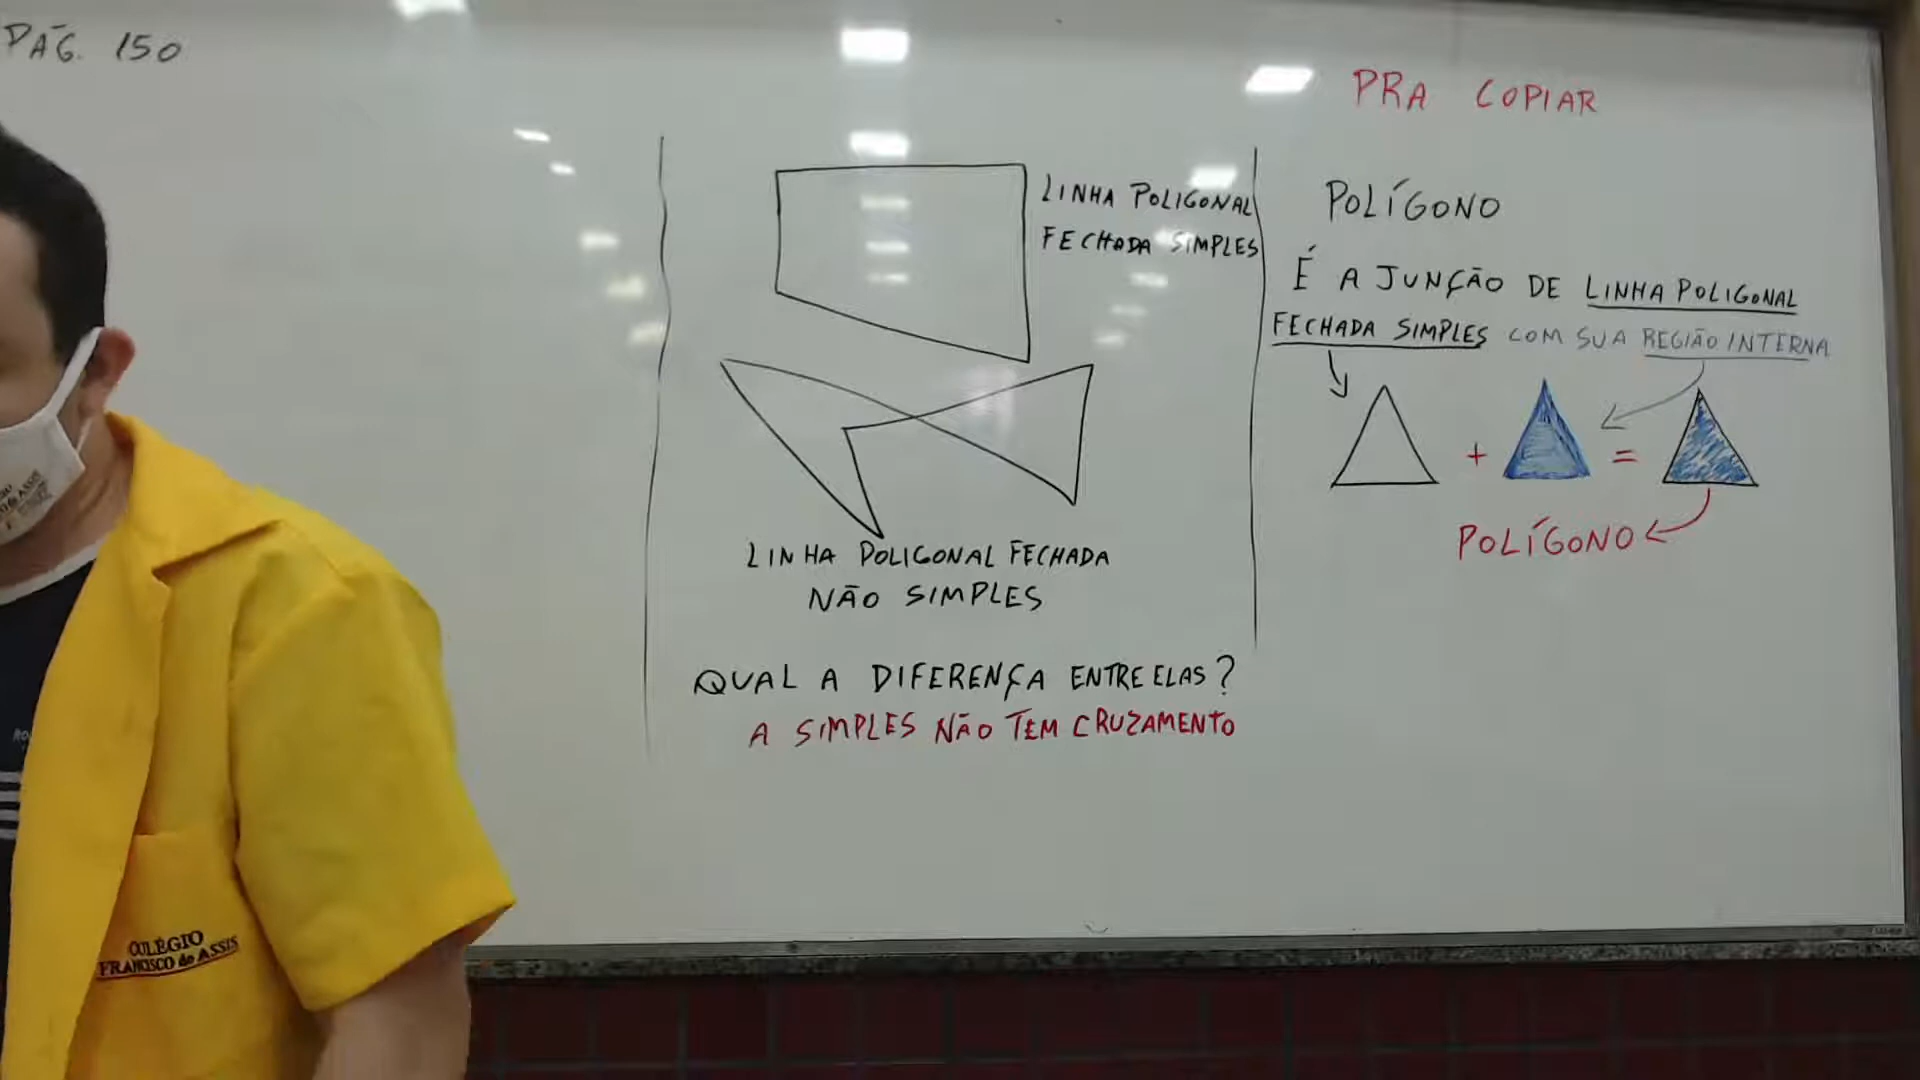 PÁG. 150
LINHA POLIGONAL
FECHADA SIMPLES
LINHA POLIGONAL FECHADA
NÃO SIMPLES
QUAL A DIFERENÇA ENTRE ELAS?
A SIMPLES NÃO TEM CRUZAMENTO
PRA COPIAR
POLÍGONO
É A JUNÇÃO DE LINHA POLIGONAL
FECHADA SIMPLES COM SUA REGIÃO INTERNA
+ =
POLÍGONO
COLÉGIO
FRANCISCO de ASSIS